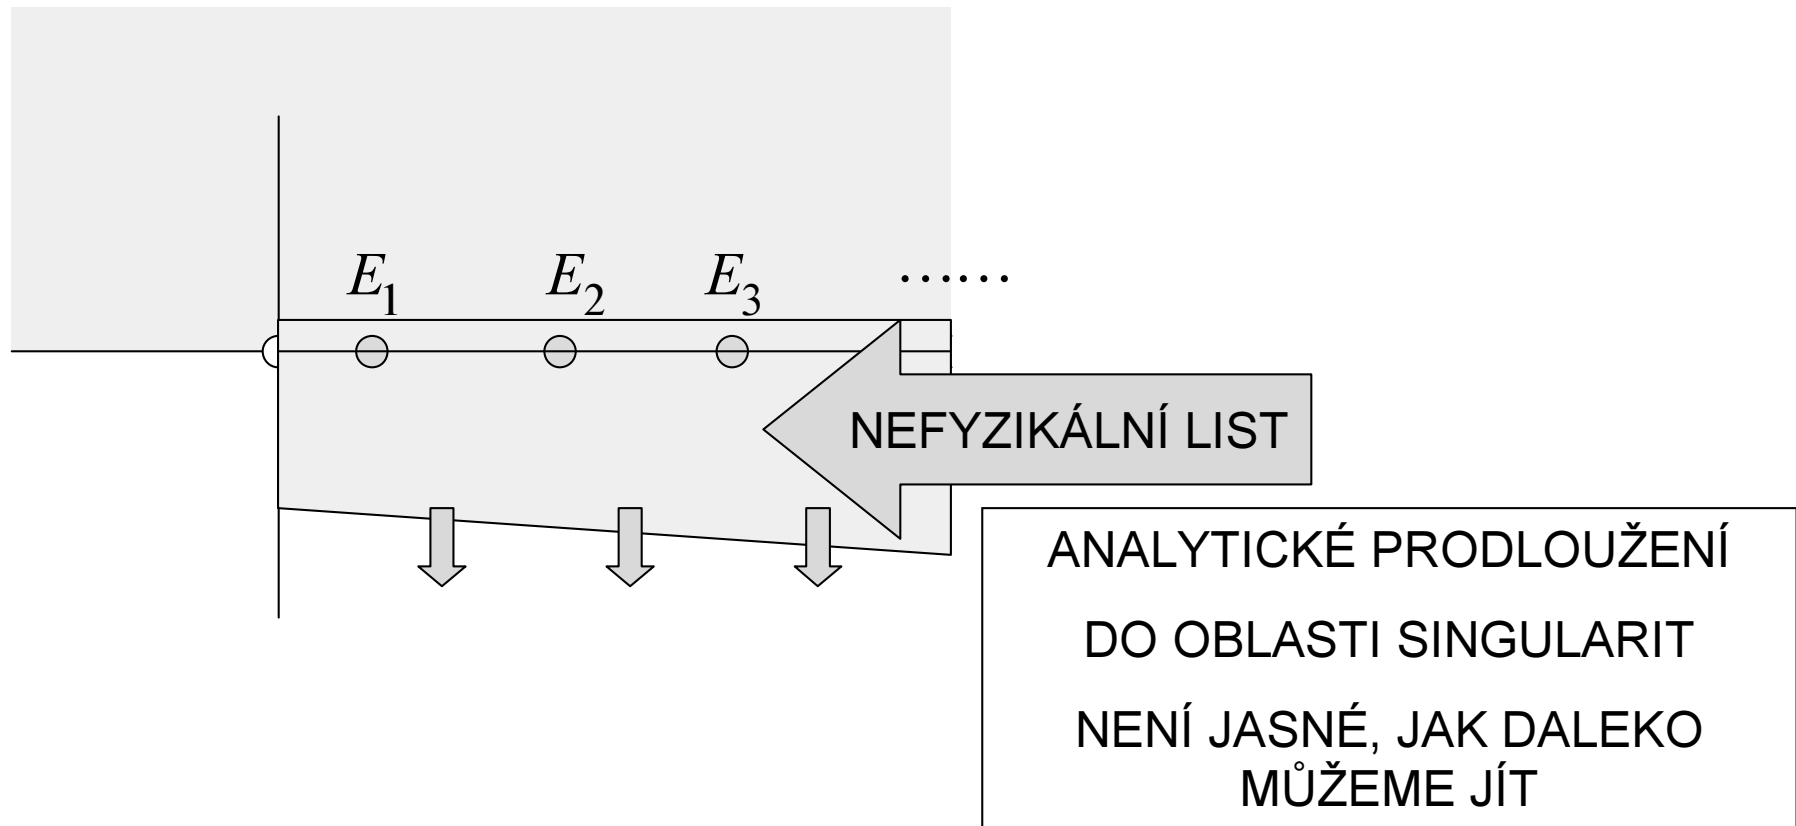 E₁ E₂ E₃ ......
NEFYZIKÁLNÍ LIST
ANALYTICKÉ PRODLOUŽENÍ
DO OBLASTI SINGULARIT
NENÍ JASNÉ, JAK DALEKO
MŮŽEME JÍT